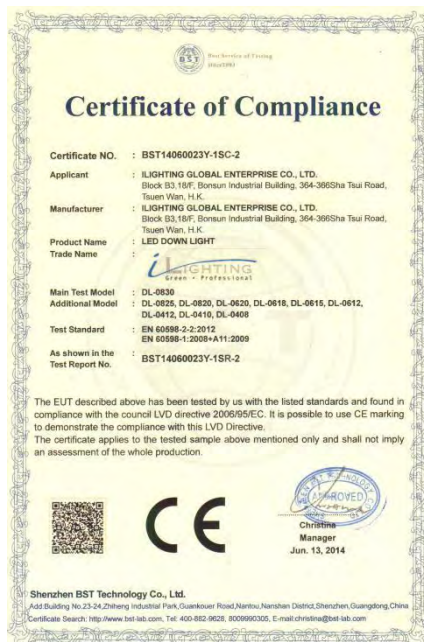 BST
Best Service of Testing
Certificate of Compliance
Certificate NO. : BST14060023Y-1SC-2
Applicant : ILIGHTING GLOBAL ENTERPRISE CO., LTD.
Block B3,18/F, Bonsun Industrial Building, 364-366Sha Tsui Road,
Tsuen Wan, H.K.
Manufacturer : ILIGHTING GLOBAL ENTERPRISE CO., LTD.
Block B3,18/F, Bonsun Industrial Building, 364-366Sha Tsui Road,
Tsuen Wan, H.K.
Product Name : LED DOWN LIGHT
Trade Name :
iLIGHTING
Green · Professional
Main Test Model : DL-0830
Additional Model : DL-0825, DL-0820, DL-0620, DL-0618, DL-0615, DL-0612,
DL-0412, DL-0410, DL-0408
Test Standard : EN 60598-2-2:2012
EN 60598-1:2008+A11:2009
As shown in the :
Test Report No. BST14060023Y-1SR-2
The EUT described above has been tested by us with the listed standards and found in
compliance with the council LVD directive 2006/95/EC. It is possible to use CE marking
to demonstrate the compliance with this LVD Directive.
The certificate applies to the tested sample above mentioned only and shall not imply
an assessment of the whole production.
CE
APPROVED
Christina
Manager
Jun. 13, 2014
Shenzhen BST Technology Co., Ltd.
Add:Building No.23-24,Zhiheng Industrial Park,Guankouer Road,Nantou,Nanshan District,Shenzhen,Guangdong,China
Certificate Search: http://www.bst-lab.com, Tel: 400-882-9628, 8009990305, E-mail:christina@bst-lab.com